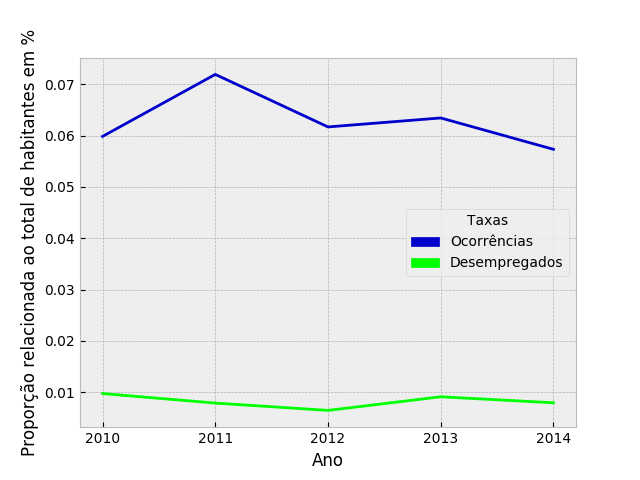 Proporção relacionada ao total de habitantes em %
0.07
0.06
0.05
0.04
0.03
0.02
0.01
Taxas
Ocorrências
Desempregados
2010 2011 2012 2013 2014
Ano